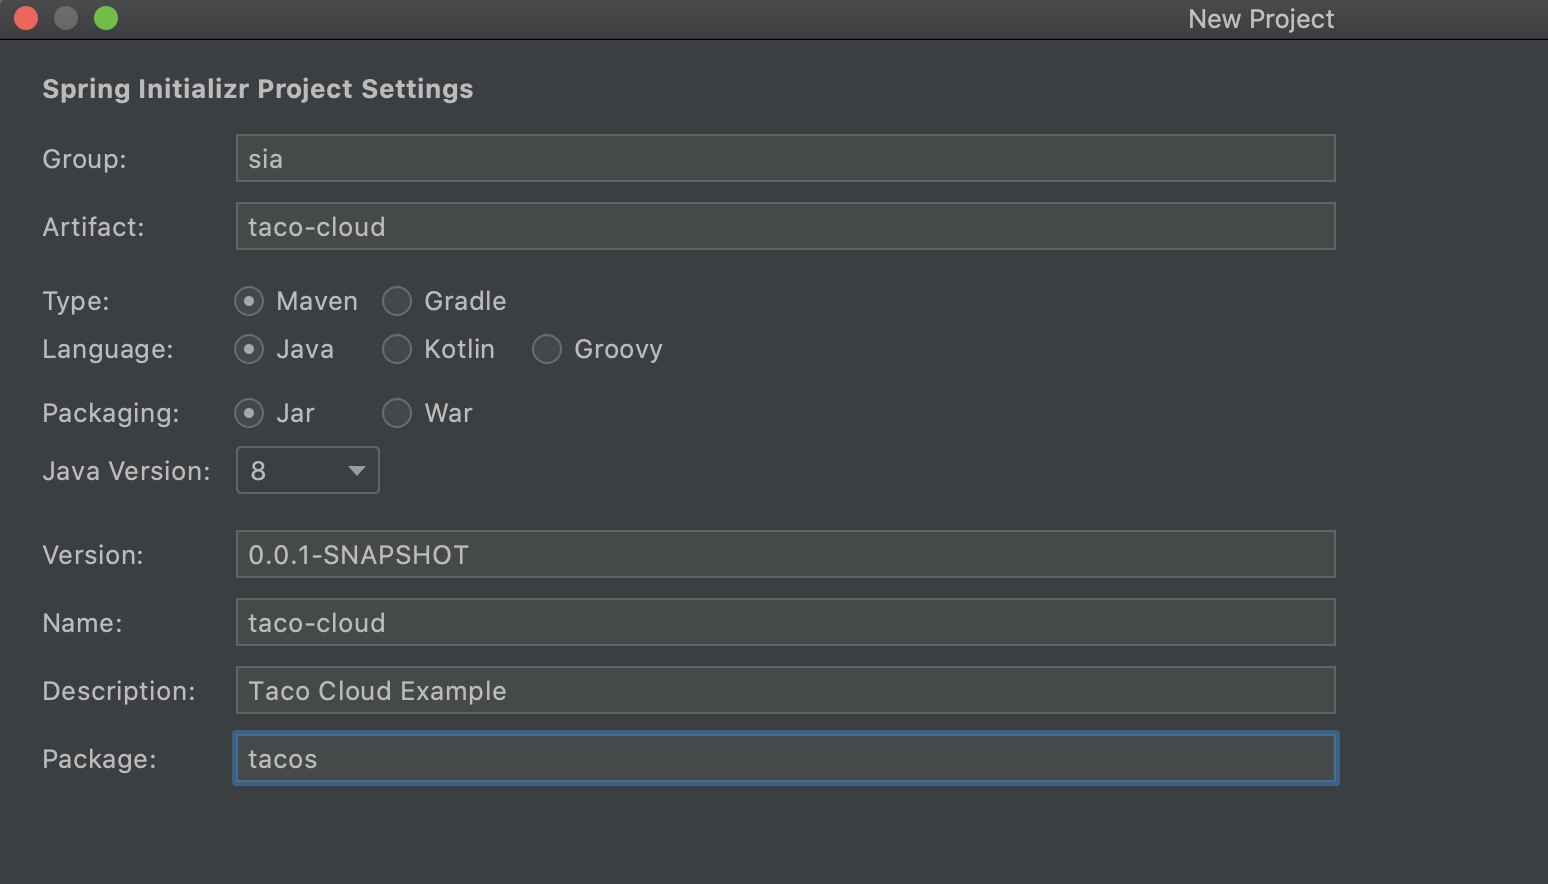 New Project
Spring Initializr Project Settings
Group: sia
Artifact: taco-cloud
Type: Maven Gradle
Language: Java Kotlin Groovy
Packaging: Jar War
Java Version: 8
Version: 0.0.1-SNAPSHOT
Name: taco-cloud
Description: Taco Cloud Example
Package: tacos